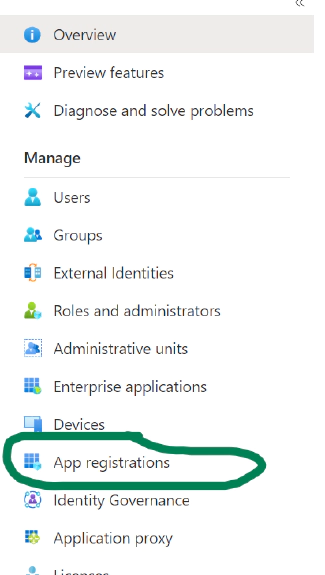 Overview
Preview features
Diagnose and solve problems
Manage
Users
Groups
External Identities
Roles and administrators
Administrative units
Enterprise applications
Devices
App registrations
Identity Governance
Application proxy
Licenses